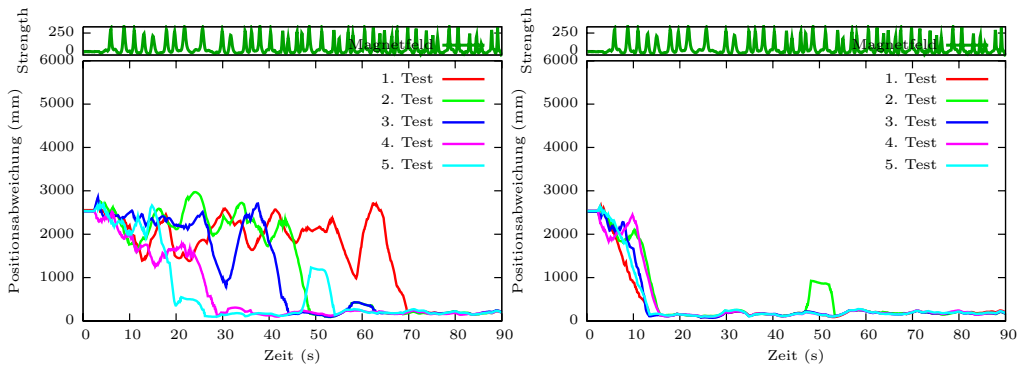 Strength
250
0
Magnetfeld
Positionsabweichung (mm)
6000
5000
4000
3000
2000
1000
0
1. Test
2. Test
3. Test
4. Test
5. Test
0 10 20 30 40 50 60 70 80 90
Zeit (s)
Strength
250
0
Magnetfeld
Positionsabweichung (mm)
6000
5000
4000
3000
2000
1000
0
1. Test
2. Test
3. Test
4. Test
5. Test
0 10 20 30 40 50 60 70 80 90
Zeit (s)